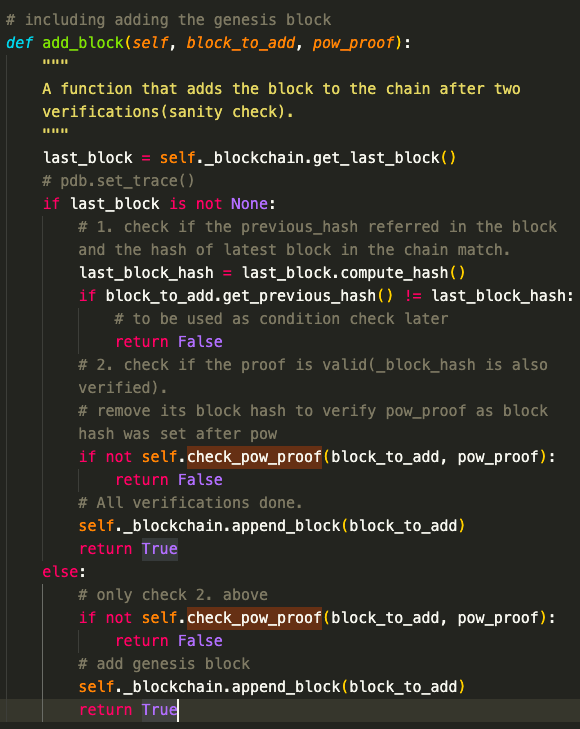 # including adding the genesis block
def add_block(self, block_to_add, pow_proof):
    """
    A function that adds the block to the chain after two
    verifications(sanity check).
    """
    last_block = self._blockchain.get_last_block()
    # pdb.set_trace()
    if last_block is not None:
        # 1. check if the previous_hash referred in the block
        and the hash of latest block in the chain match.
        last_block_hash = last_block.compute_hash()
        if block_to_add.get_previous_hash() != last_block_hash:
            # to be used as condition check later
            return False
        # 2. check if the proof is valid(_block_hash is also
        verified).
        # remove its block hash to verify pow_proof as block
        hash was set after pow
        if not self.check_pow_proof(block_to_add, pow_proof):
            return False
        # All verifications done.
        self._blockchain.append_block(block_to_add)
        return True
    else:
        # only check 2. above
        if not self.check_pow_proof(block_to_add, pow_proof):
            return False
        # add genesis block
        self._blockchain.append_block(block_to_add)
        return True